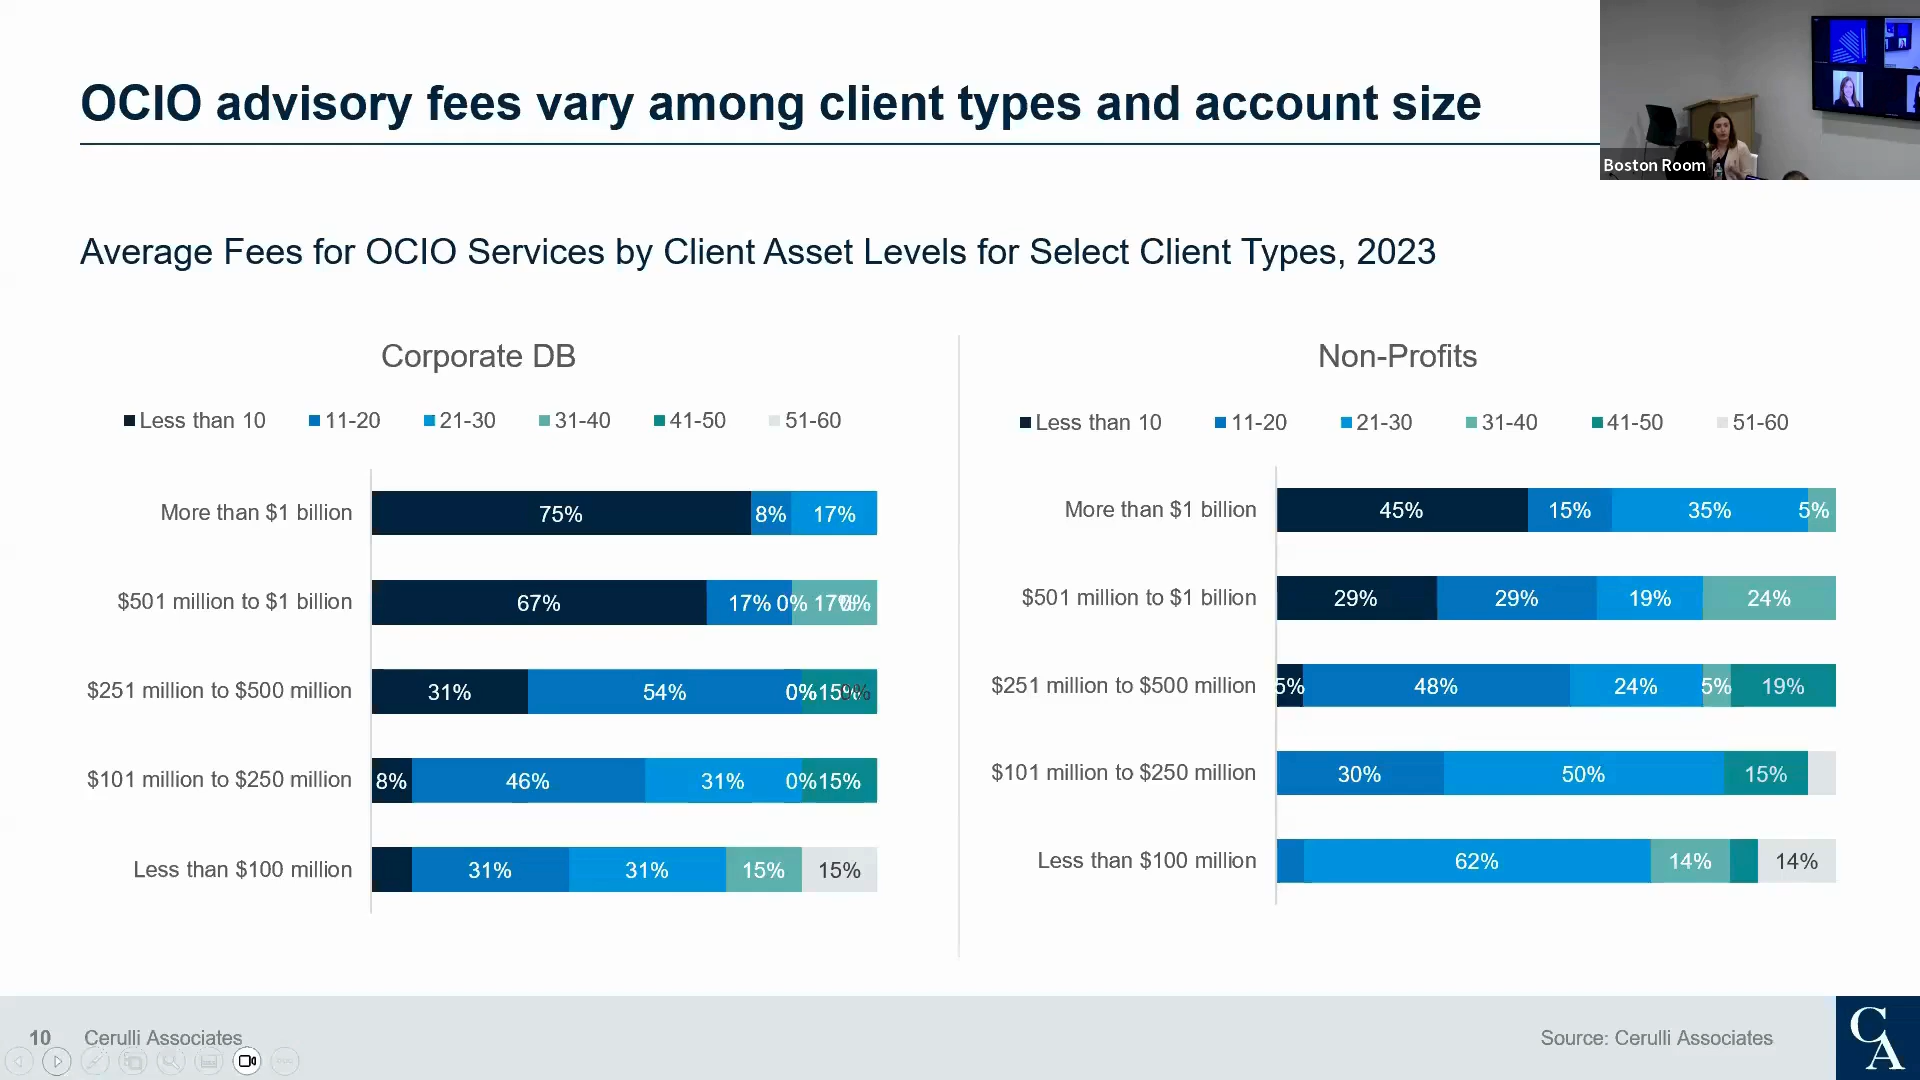 OCIO advisory fees vary among client types and account size
Boston Room
Average Fees for OCIO Services by Client Asset Levels for Select Client Types, 2023
Corporate DB
Less than 10 11-20 21-30 31-40 41-50 51-60
More than $1 billion 75% 8% 17%
$501 million to $1 billion 67% 17% 0% 17% 0%
$251 million to $500 million 31% 54% 0% 15% 0%
$101 million to $250 million 8% 46% 31% 0% 15%
Less than $100 million 31% 31% 15% 15%
Non-Profits
Less than 10 11-20 21-30 31-40 41-50 51-60
More than $1 billion 45% 15% 35% 5%
$501 million to $1 billion 29% 29% 19% 24%
$251 million to $500 million 5% 48% 24% 5% 19%
$101 million to $250 million 30% 50% 15%
Less than $100 million 62% 14% 14%
10 Cerulli Associates
Source: Cerulli Associates
CA